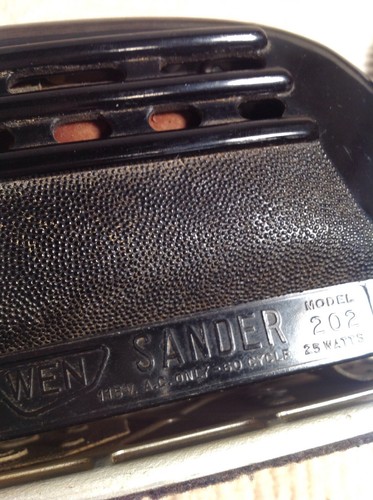 WEN
SANDER
115V. A.C. ONLY - 60 CYCLE
MODEL
202
25 WATTS